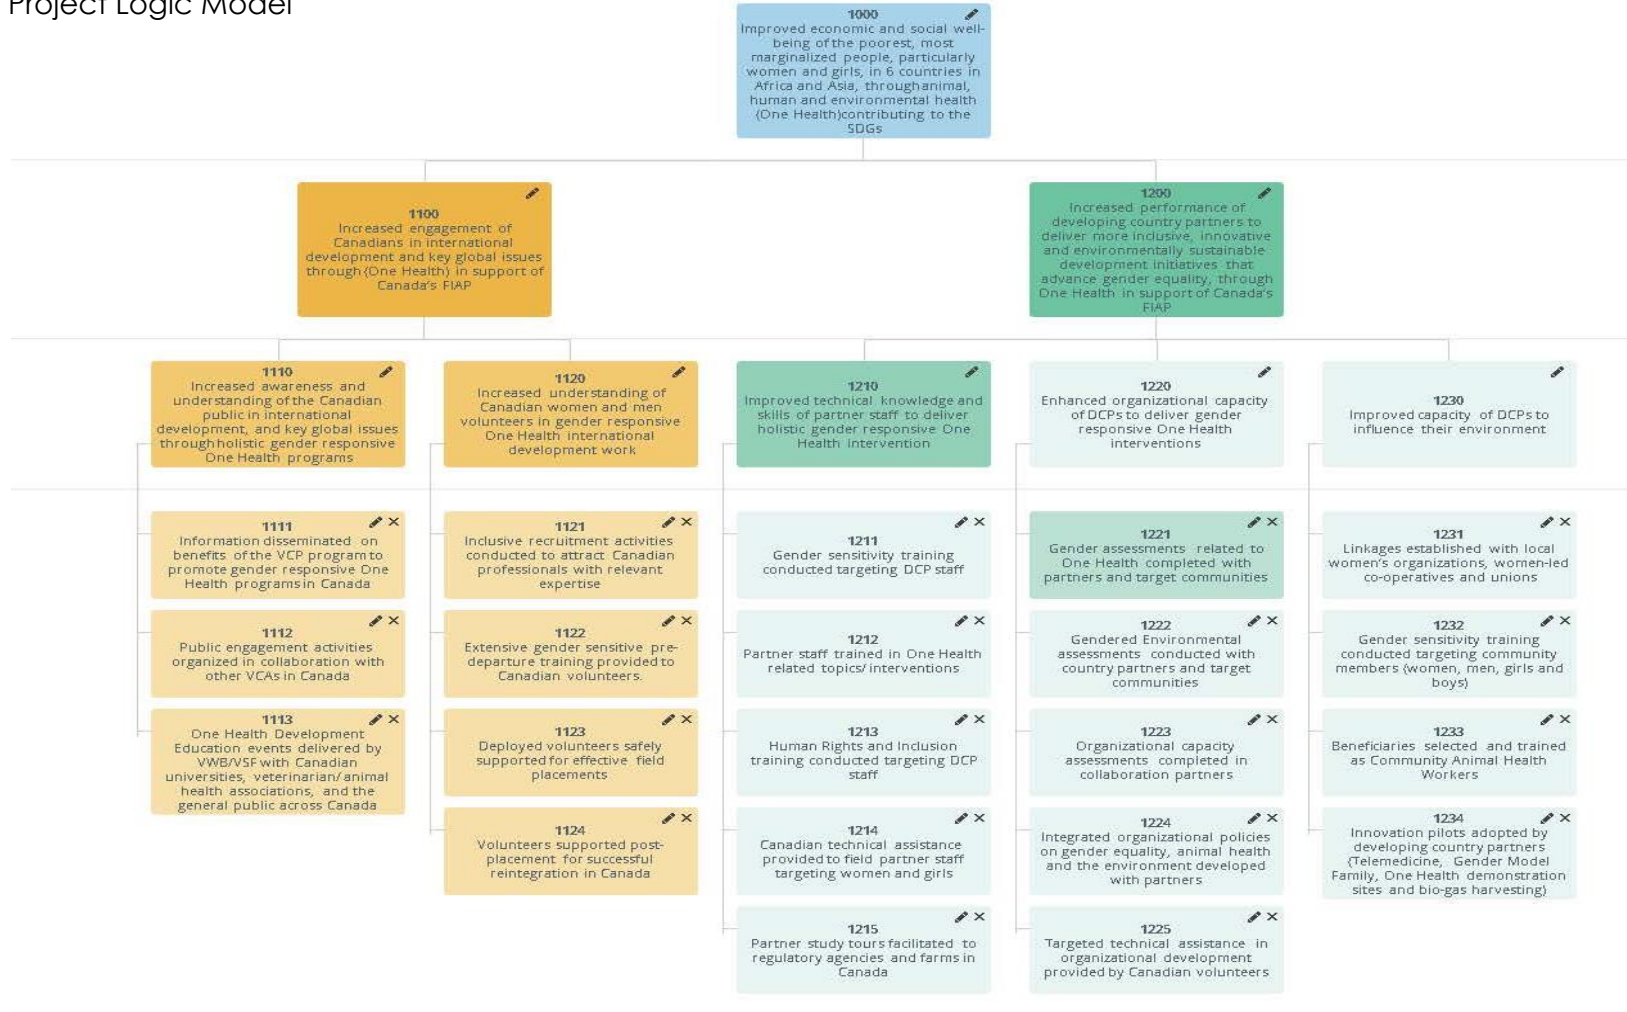 Project Logic Model
1000
Improved economic and social well-
being of the poorest, most
marginalized people, particularly
women and girls, in 6 countries in
Africa and Asia, throughanimal,
human and environmental health
(One Health)contributing to the
SDGs
1100
Increased engagement of
Canadians in international
development and key global issues
through (One Health) in support of
Canada's FIAP
1200
Increased performance of
developing country partners to
deliver more inclusive, innovative
and environmentally sustainable
development initiatives that
advance gender equality, through
One Health in support of Canada's
FIAP
1110
Increased awareness and
understanding of the Canadian
public in international
development, and key global issues
through holistic gender responsive
One Health programs
1120
Increased understanding of
Canadian women and men
volunteers in gender responsive
One Health international
development work
1210
Improved technical knowledge and
skills of partner staff to deliver
holistic gender responsive One
Health intervention
1220
Enhanced organizational capacity
of DCPs to deliver gender
responsive One Health
interventions
1230
Improved capacity of DCPs to
influence their environment
1111
Information disseminated on
benefits of the VCP program to
promote gender responsive One
Health programs in Canada
1112
Public engagement activities
organized in collaboration with
other VCAs in Canada
1113
One Health Development
Education events delivered by
VWB/VSF with Canadian
universities, veterinarian/ animal
health associations, and the
general public across Canada
1121
Inclusive recruitment activities
conducted to attract Canadian
professionals with relevant
expertise
1122
Extensive gender sensitive pre-
departure training provided to
Canadian volunteers.
1123
Deployed volunteers safely
supported for effective field
placements
1124
Volunteers supported post-
placement for successful
reintegration in Canada
1211
Gender sensitivity training
conducted targeting DCP staff
1212
Partner staff trained in One Health
related topics/ interventions
1213
Human Rights and Inclusion
training conducted targeting DCP
staff
1214
Canadian technical assistance
provided to field partner staff
targeting women and girls
1215
Partner study tours facilitated to
regulatory agencies and farms in
Canada
1221
Gender assessments related to
One Health completed with
partners and target communities
1222
Gendered Environmental
assessments conducted with
country partners and target
communities
1223
Organizational capacity
assessments completed in
collaboration partners
1224
Integrated organizational policies
on gender equality, animal health
and the environment developed
with partners
1225
Targeted technical assistance in
organizational development
provided by Canadian volunteers
1231
Linkages established with local
women's organizations, women-led
co-operatives and unions
1232
Gender sensitivity training
conducted targeting community
members (women, men, girls and
boys)
1233
Beneficiaries selected and trained
as Community Animal Health
Workers
1234
Innovation pilots adopted by
developing country partners
(Telemedicine, Gender Model
Family, One Health demonstration
sites and bio-gas harvesting)